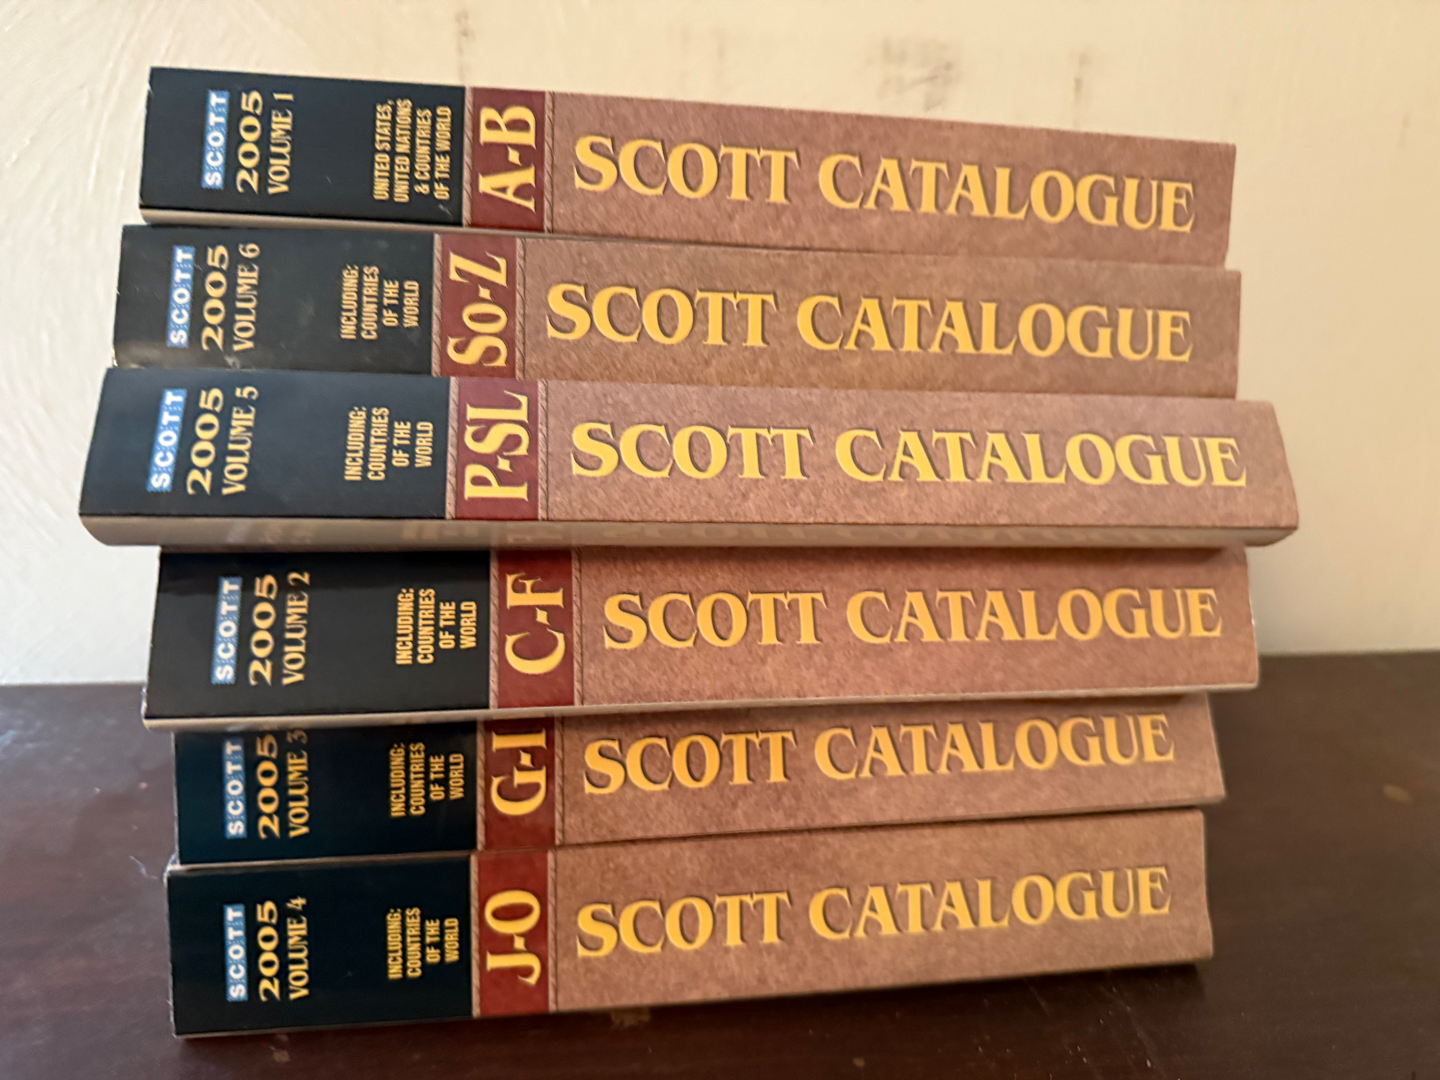 SCOTT
2005
VOLUME 1
UNITED STATES,
UNITED NATIONS
& COUNTRIES
OF THE WORLD
A-B
SCOTT CATALOGUE
SCOTT
2005
VOLUME 6
INCLUDING:
COUNTRIES
OF THE
WORLD
So-Z
SCOTT CATALOGUE
SCOTT
2005
VOLUME 5
INCLUDING:
COUNTRIES
OF THE
WORLD
P-SL
SCOTT CATALOGUE
SCOTT
2005
VOLUME 2
INCLUDING:
COUNTRIES
OF THE
WORLD
C-F
SCOTT CATALOGUE
SCOTT
2005
VOLUME 3
INCLUDING:
COUNTRIES
OF THE
WORLD
G-I
SCOTT CATALOGUE
SCOTT
2005
VOLUME 4
INCLUDING:
COUNTRIES
OF THE
WORLD
J-O
SCOTT CATALOGUE